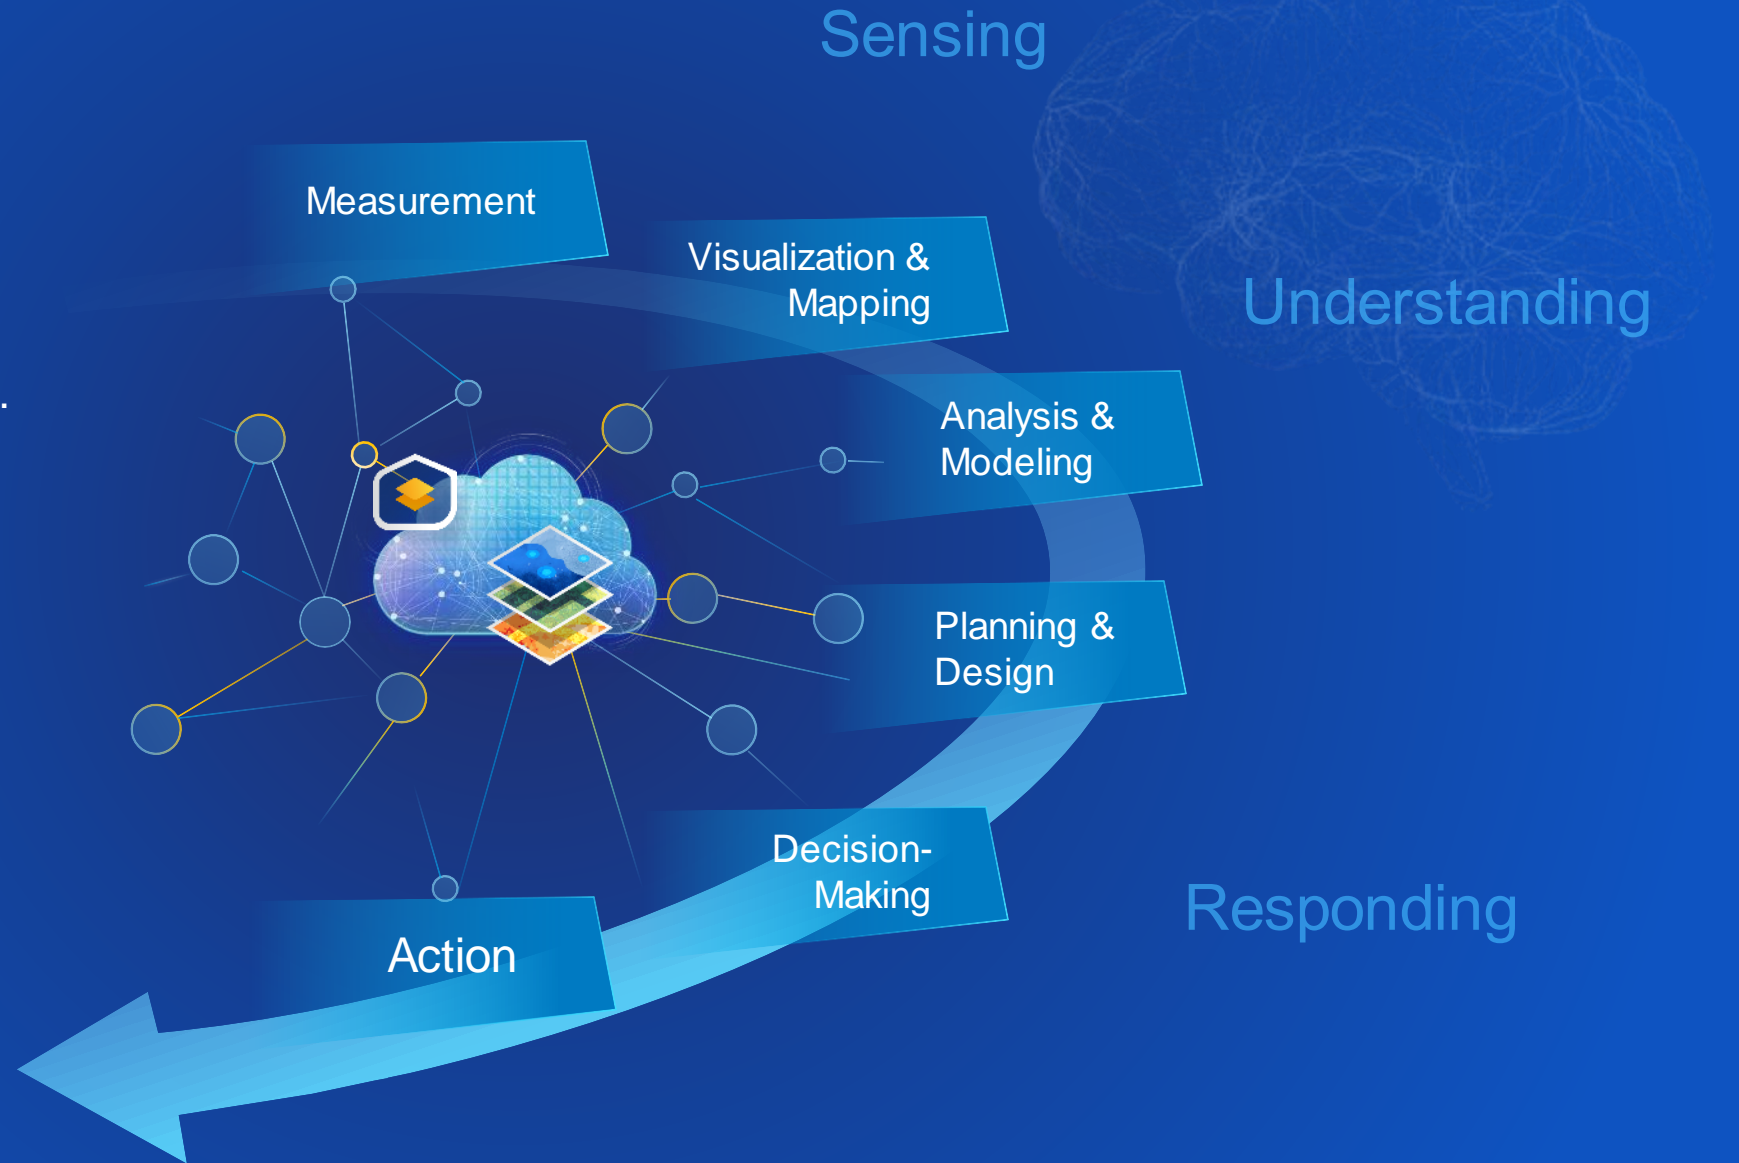 Sensing
Measurement
Visualization &
Mapping
Understanding
.
Analysis &
Modeling
Planning &
Design
Decision-
Making
Responding
Action